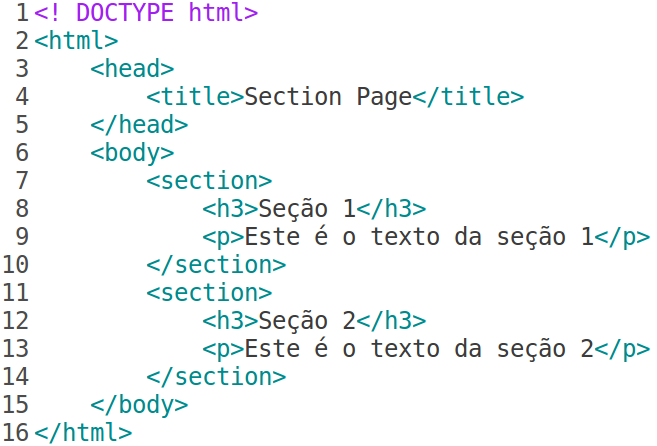 1 <! DOCTYPE html>
2 <html>
3     <head>
4         <title>Section Page</title>
5     </head>
6     <body>
7         <section>
8             <h3>Seção 1</h3>
9             <p>Este é o texto da seção 1</p>
10         </section>
11         <section>
12             <h3>Seção 2</h3>
13             <p>Este é o texto da seção 2</p>
14         </section>
15     </body>
16 </html>